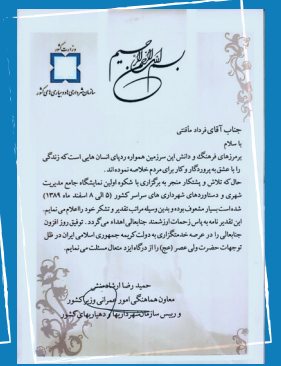 بسم الله الرحمن الرحیم
وزارت کشور
سازمان شهرداری ها و دهیاری های کشور
جناب آقای فرداد مافتنی
با سلام
بر مرزهای فرهنگ و دانش این سرزمین همواره ردپای انسان هایی است که زندگی
را با عشق به پروردگار و کار برای مردم خلاصه نموده اند.
حال که تلاش و پشتکار منجر به برگزاری با شکوه اولین نمایشگاه جامع مدیریت
شهری و دستاوردهای شهرداری های سراسر کشور (۵ الی ۸ اسفند ماه ۱۳۸۹)
شده است بسیار مشعوف بوده و بدین وسیله مراتب تقدیر و تشکر خود را اعلام می نمایم.
این تقدیر نامه به پاس زحمات ارزشمند جنابعالی اهداء می گردد. توفیق روز افزون
جنابعالی را در عرصه خدمتگزاری به دولت کریمه جمهوری اسلامی ایران در ظل
توجهات حضرت ولی عصر (عج) را از درگاه ایزد متعال مسئلت می نمایم.
حمید رضا ارشادمنش
معاون هماهنگی امور عمرانی وزیر کشور
و رییس سازمان شهرداریها و دهیاریهای کشور